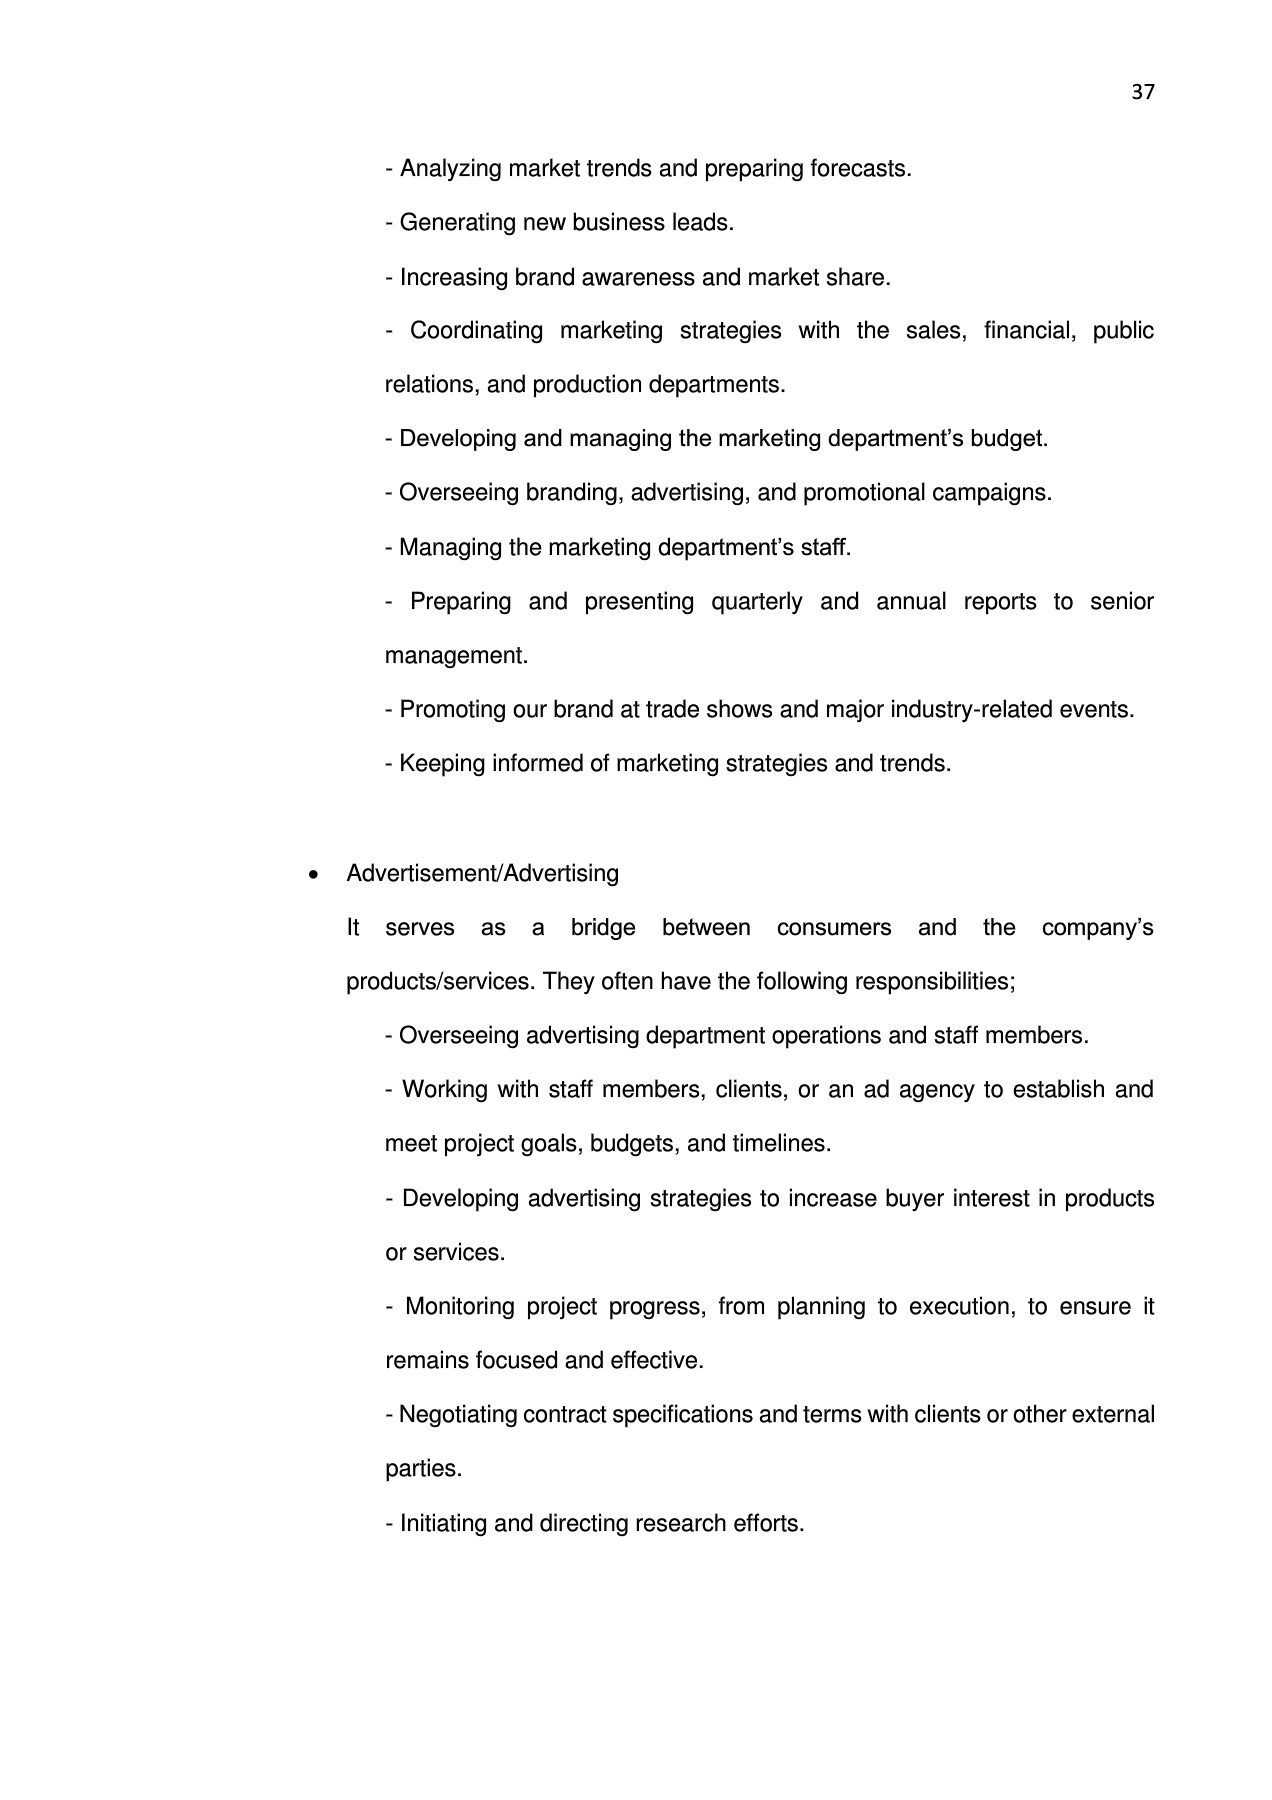 37
- Analyzing market trends and preparing forecasts.
- Generating new business leads.
- Increasing brand awareness and market share.
- Coordinating marketing strategies with the sales, financial, public
relations, and production departments.
- Developing and managing the marketing department’s budget.
- Overseeing branding, advertising, and promotional campaigns.
- Managing the marketing department’s staff.
- Preparing and presenting quarterly and annual reports to senior
management.
- Promoting our brand at trade shows and major industry-related events.
- Keeping informed of marketing strategies and trends.
• Advertisement/Advertising
It serves as a bridge between consumers and the company’s
products/services. They often have the following responsibilities;
- Overseeing advertising department operations and staff members.
- Working with staff members, clients, or an ad agency to establish and
meet project goals, budgets, and timelines.
- Developing advertising strategies to increase buyer interest in products
or services.
- Monitoring project progress, from planning to execution, to ensure it
remains focused and effective.
- Negotiating contract specifications and terms with clients or other external
parties.
- Initiating and directing research efforts.